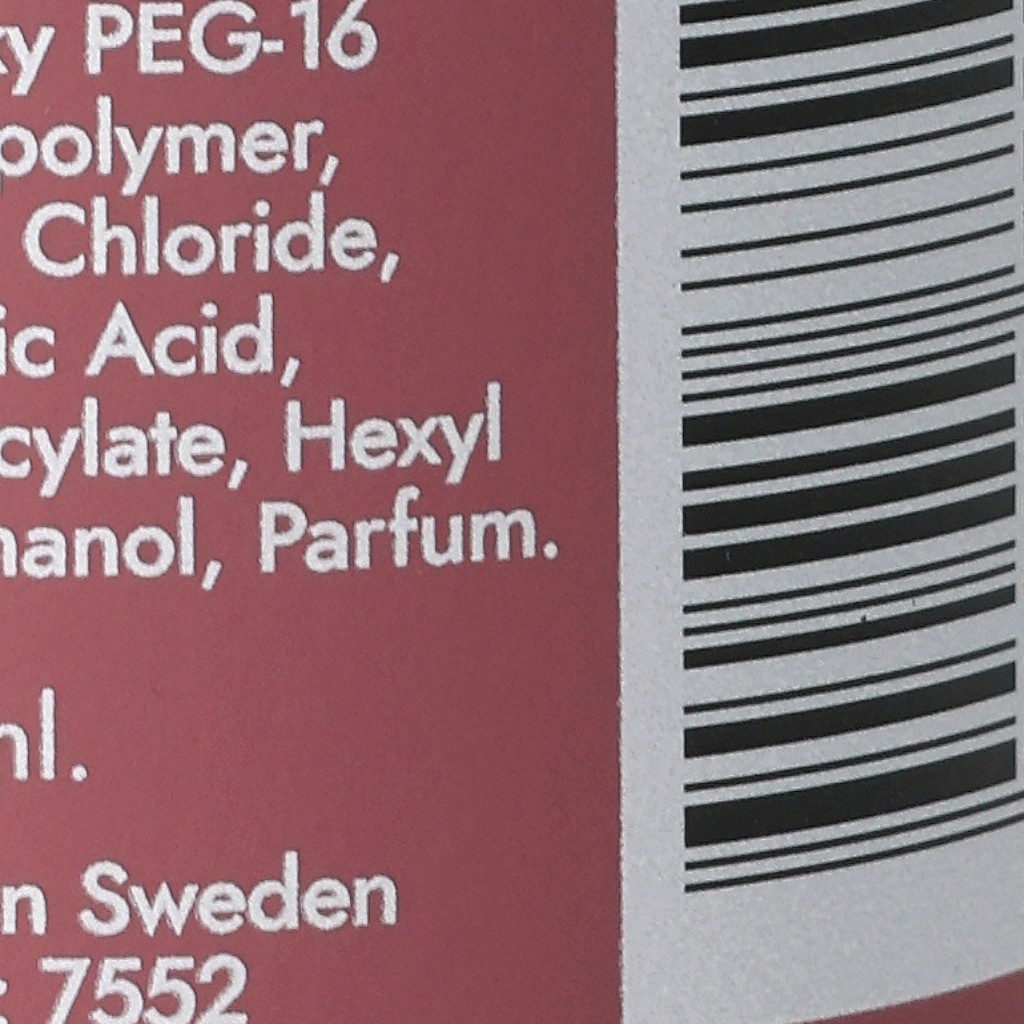 xy PEG-16
polymer,
Chloride,
ic Acid,
cylate, Hexyl
hanol, Parfum.
nl.
n Sweden
: 7552